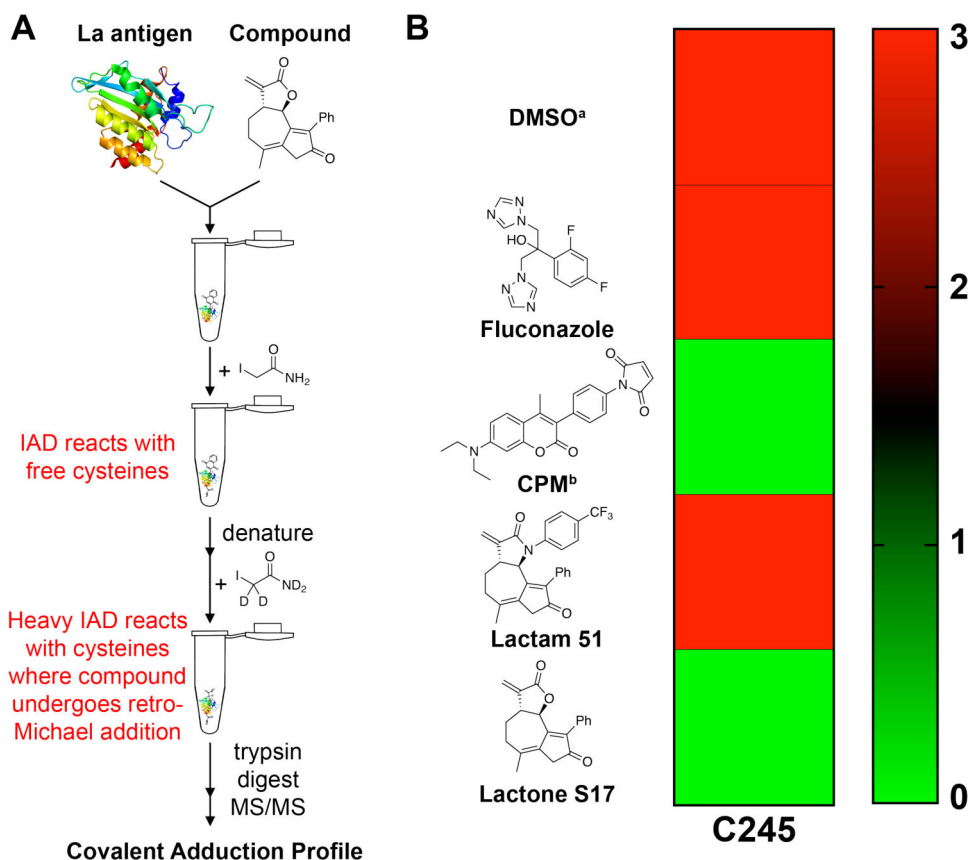 A
La antigen
Compound
O
O
Ph
O
+
I
O
NH2
IAD reacts with
free cysteines
denature
+
I
O
ND2
D D
Heavy IAD reacts
with cysteines
where compound
undergoes retro-
Michael addition
trypsin
digest
MS/MS
Covalent Adduction Profile
B
DMSOa
N
N
N
HO
F
F
N
N
N
Fluconazole
O
N
O
N
O
O
CPMb
O
N
CF3
Ph
O
Lactam 51
O
O
Ph
O
Lactone S17
C245
3
2
1
0